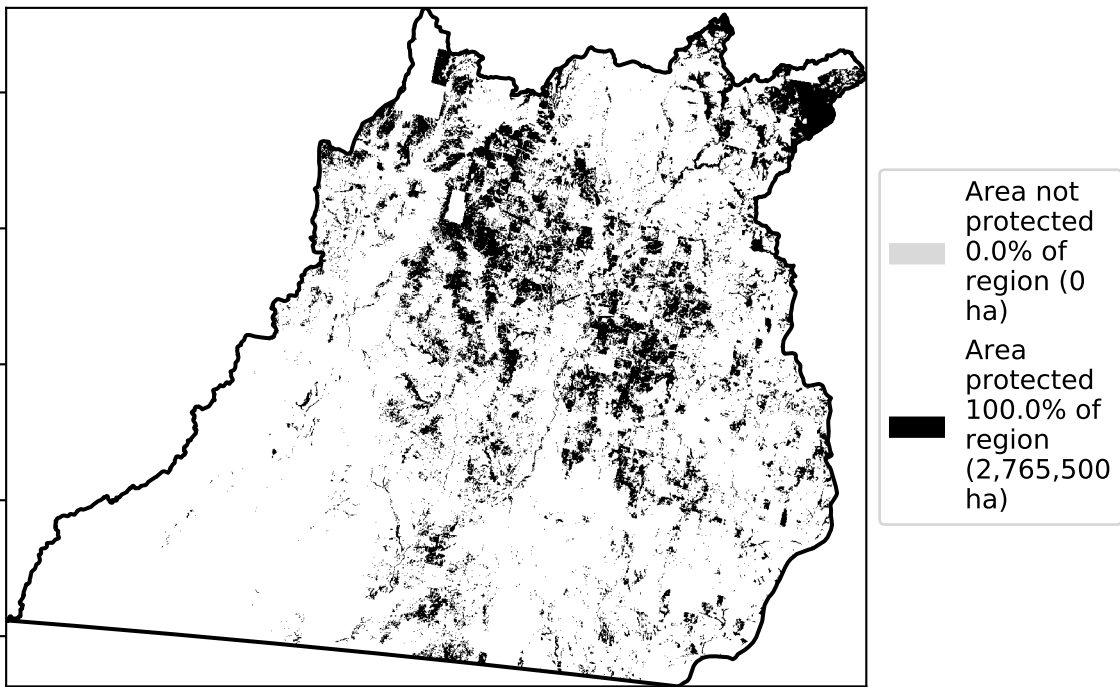 Area not
protected
0.0% of
region (0
ha)
Area
protected
100.0% of
region
(2,765,500
ha)